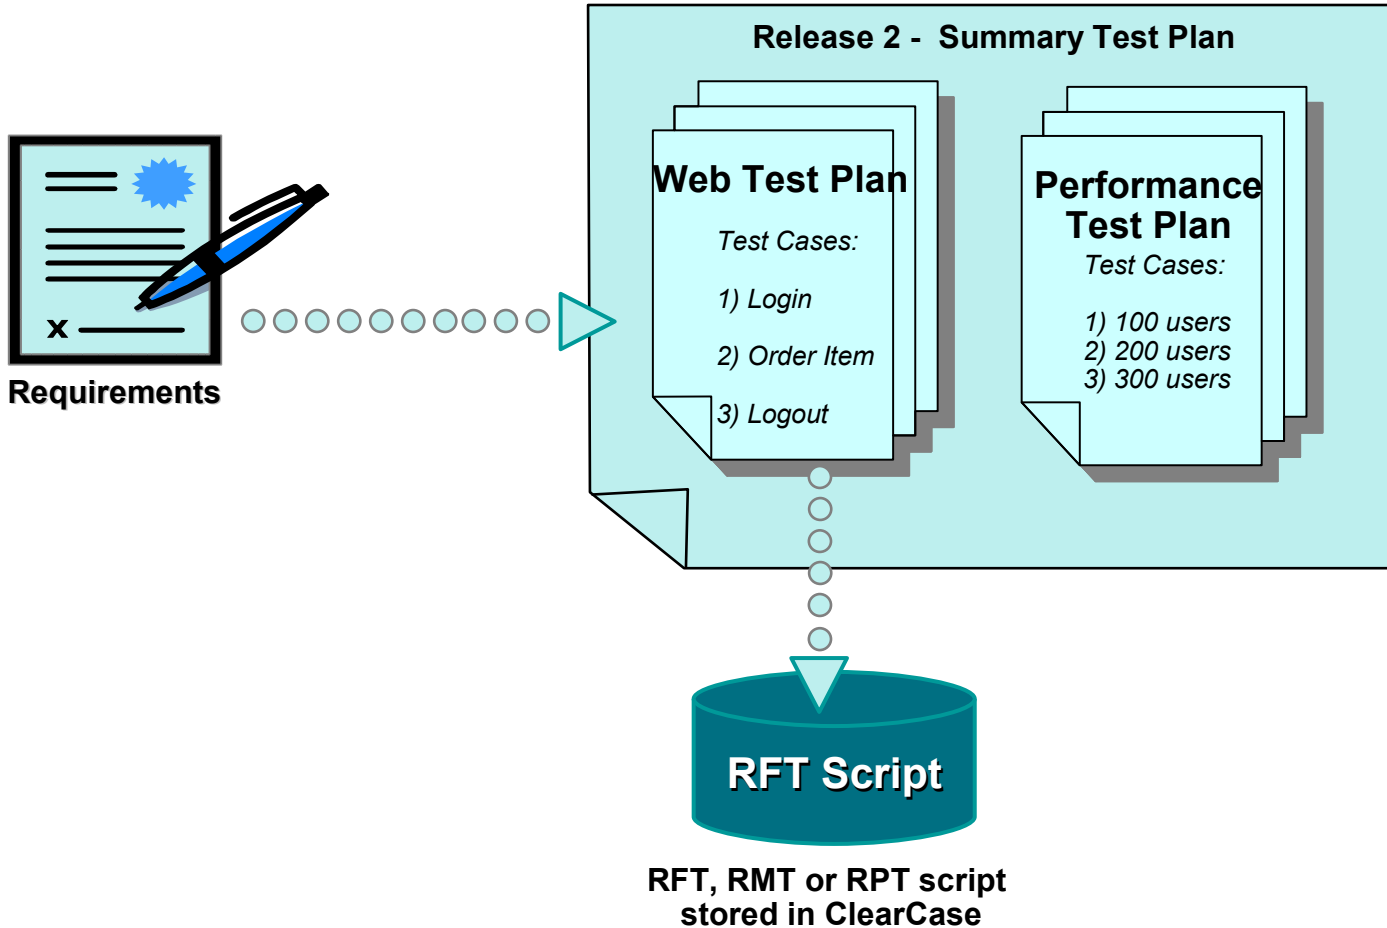 Release 2 -  Summary Test Plan
Web Test Plan
Test Cases:
1) Login
2) Order Item
3) Logout
Performance
Test Plan
Test Cases:
1) 100 users
2) 200 users
3) 300 users
x
Requirements
RFT Script
RFT, RMT or RPT script
stored in ClearCase